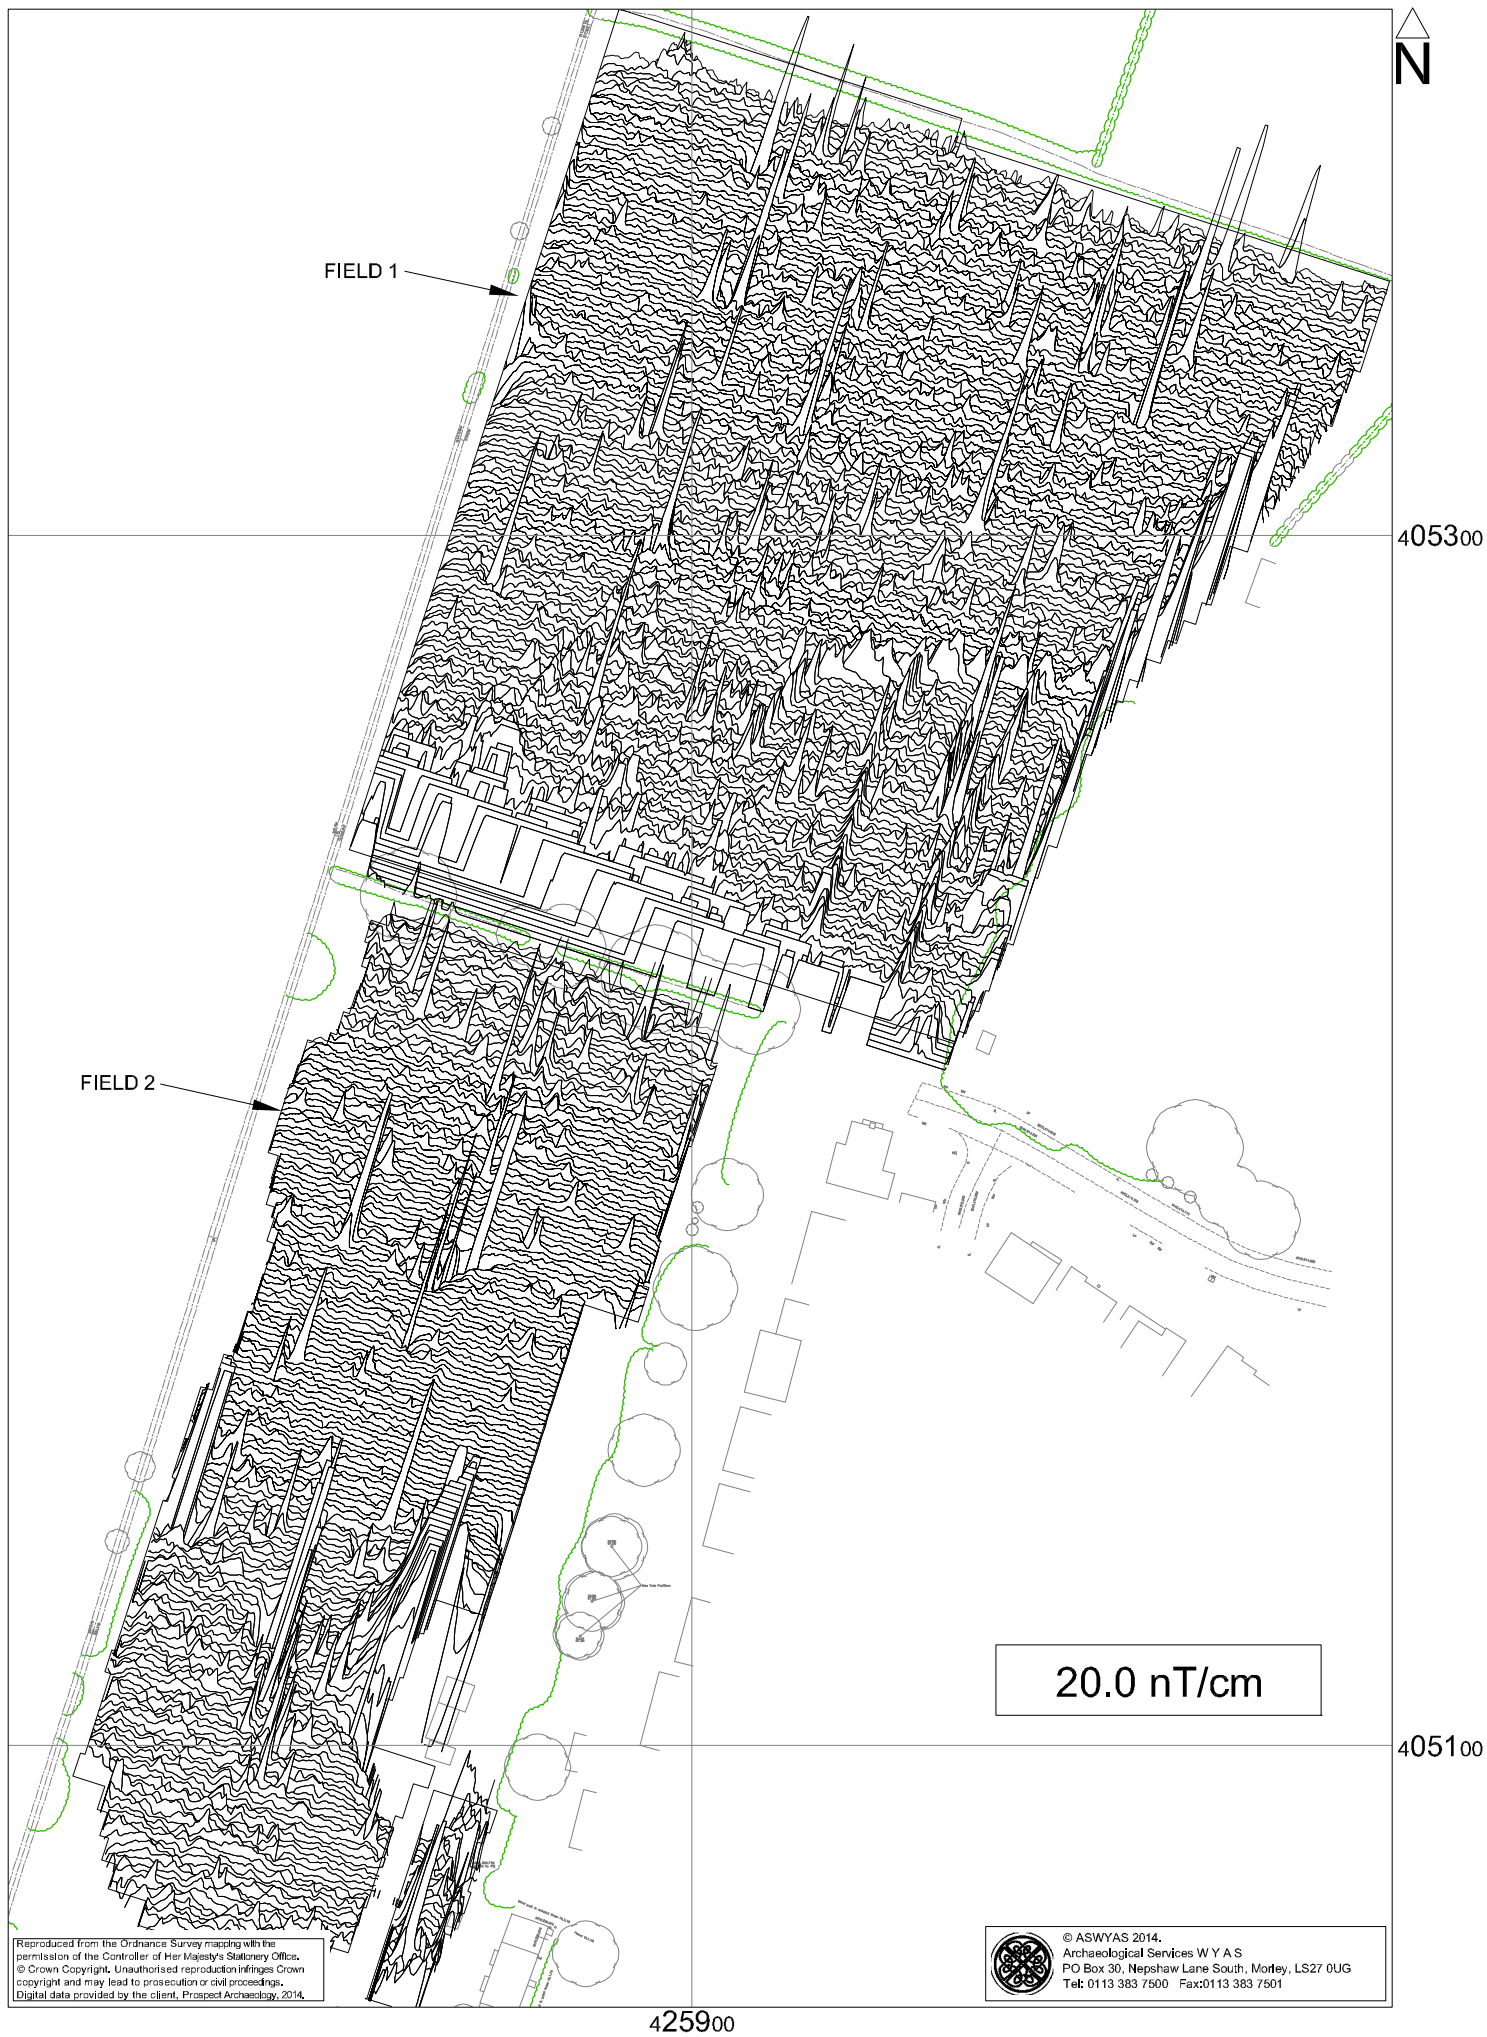 N
FIELD 1
405300
FIELD 2
20.0 nT/cm
405100
Reproduced from the Ordnance Survey mapping with the
permission of the Controller of Her Majesty's Stationery Office.
© Crown Copyright. Unauthorised reproduction infringes Crown
copyright and may lead to prosecution or civil proceedings.
Digital data provided by the client, Prospect Archaeology, 2014.
© ASWYAS 2014.
Archaeological Services W Y A S
PO Box 30, Nepshaw Lane South, Morley, LS27 0UG
Tel: 0113 383 7500 Fax:0113 383 7501
425900